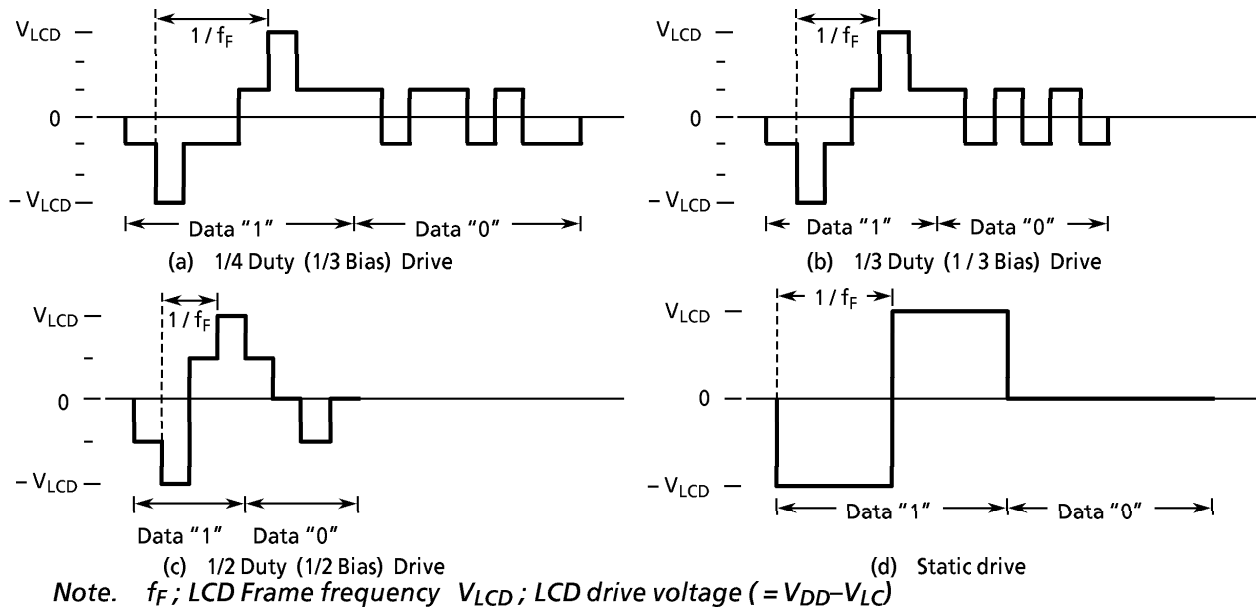 V_LCD
1 / f_F
0
– V_LCD
Data “1”
Data “0”
(a) 1/4 Duty (1/3 Bias) Drive
V_LCD
1 / f_F
0
– V_LCD
Data “1”
Data “0”
(b) 1/3 Duty (1 / 3 Bias) Drive
V_LCD
1 / f_F
0
– V_LCD
Data “1”
Data “0”
(c) 1/2 Duty (1/2 Bias) Drive
V_LCD
1 / f_F
0
– V_LCD
Data “1”
Data “0”
(d) Static drive
Note. f_F ; LCD Frame frequency V_LCD ; LCD drive voltage ( = V_DD–V_LC)